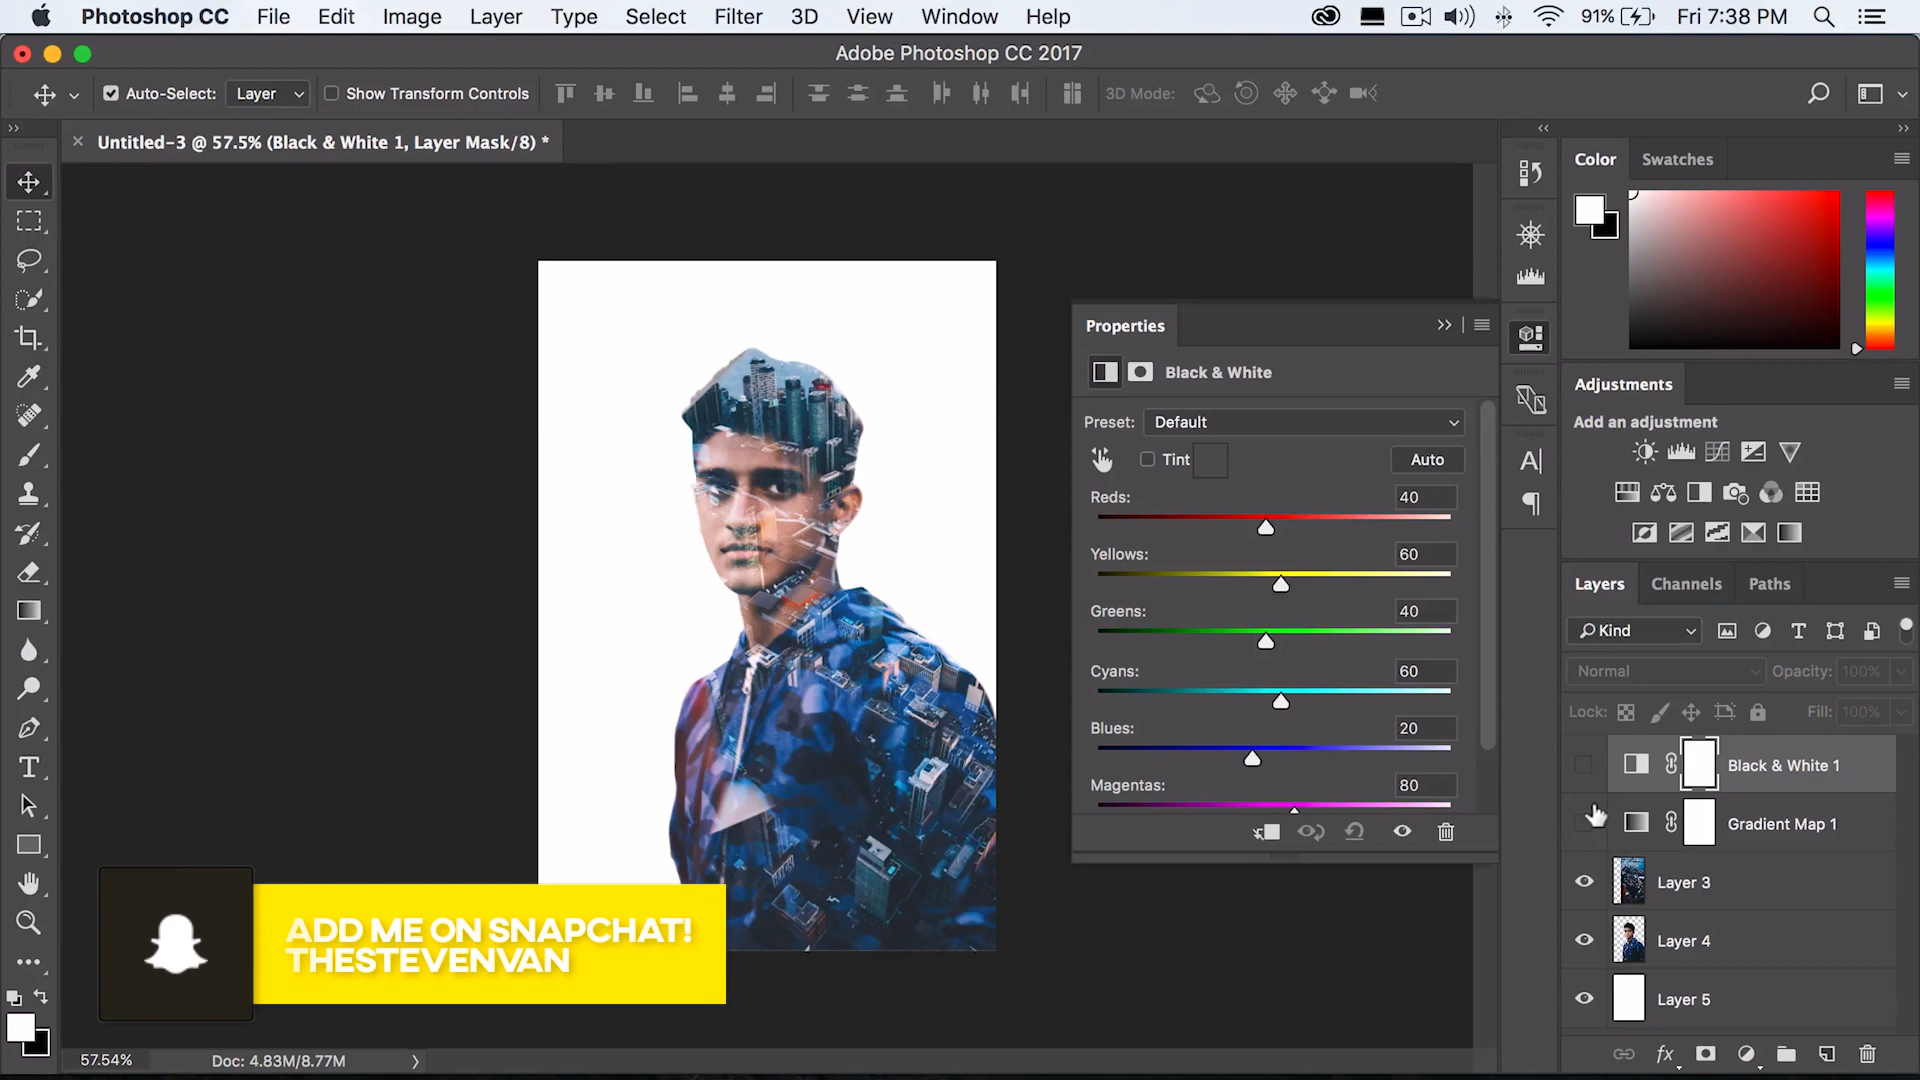 Photoshop CC File Edit Image Layer Type Select Filter 3D View Window Help 91% Fri 7:38 PM
Adobe Photoshop CC 2017
Auto-Select: Layer Show Transform Controls 3D Mode:
Untitled-3 @ 57.5% (Black & White 1, Layer Mask/8) *
Color Swatches
Properties
Black & White
Preset: Default
Tint Auto
Reds: 40
Yellows: 60
Greens: 40
Cyans: 60
Blues: 20
Magentas: 80
Adjustments
Add an adjustment
Layers Channels Paths
Kind
Normal Opacity: 100%
Lock: Fill: 100%
Black & White 1
Gradient Map 1
Layer 3
Layer 4
Layer 5
fx
ADD ME ON SNAPCHAT!
THESTEVENVAN
57.54% Doc: 4.83M/8.77M